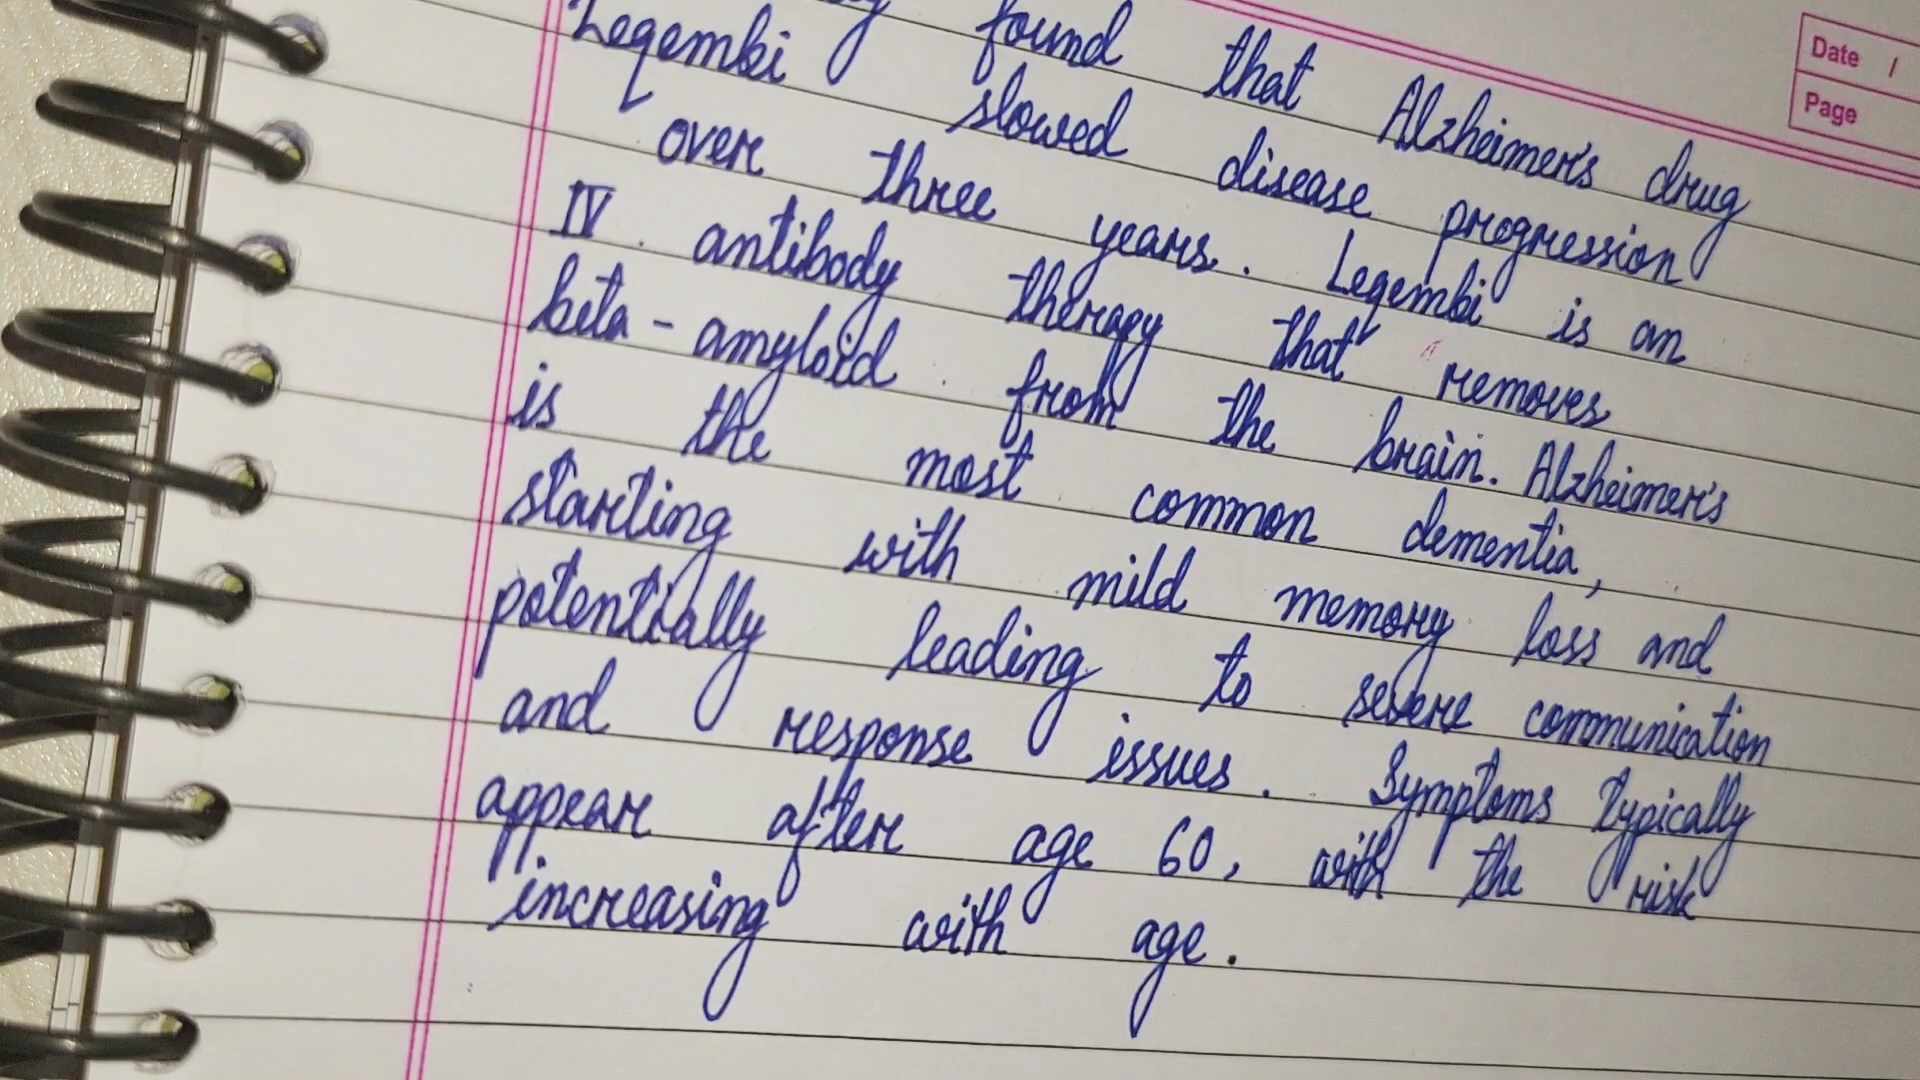 Date /
Page
found that Alzheimer's drug
Leqembi slowed disease progression
over three years. Leqembi is an
IV antibody therapy that removes
beta-amyloid from the brain. Alzheimer's
is the most common dementia,
starting with mild memory loss and
potentially leading to severe communication
and response issues. Symptoms typically
appear after age 60, with the risk
increasing with age.